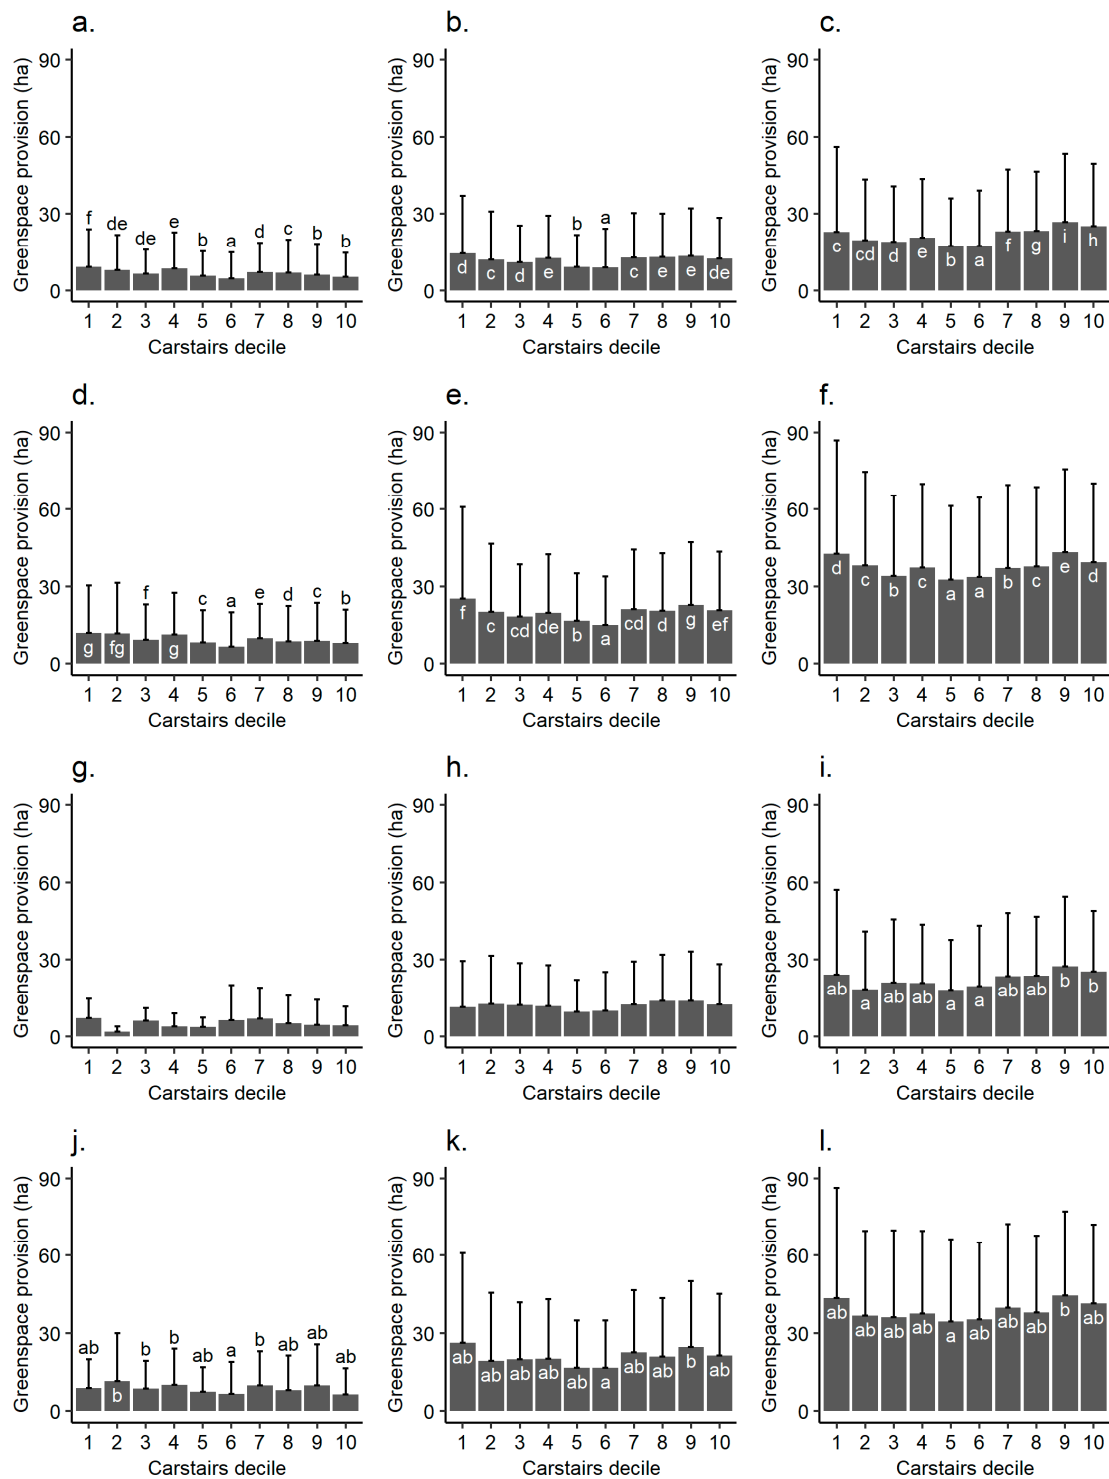 a. b. c.
Greenspace provision (ha) Greenspace provision (ha) Greenspace provision (ha)
90 90 90
60 60 60
30 30 30
f de de e b a d c b b b a
d c d e c e e de c cd d e b a f g i h
0 0 0
1 2 3 4 5 6 7 8 9 10 1 2 3 4 5 6 7 8 9 10 1 2 3 4 5 6 7 8 9 10
Carstairs decile Carstairs decile Carstairs decile
d. e. f.
Greenspace provision (ha) Greenspace provision (ha) Greenspace provision (ha)
90 90 90
60 60 60
30 30 30
f c a e d c b
g fg g f c cd de b a cd d g ef d c b c a a b c e d
0 0 0
1 2 3 4 5 6 7 8 9 10 1 2 3 4 5 6 7 8 9 10 1 2 3 4 5 6 7 8 9 10
Carstairs decile Carstairs decile Carstairs decile
g. h. i.
Greenspace provision (ha) Greenspace provision (ha) Greenspace provision (ha)
90 90 90
60 60 60
30 30 30
ab a ab ab a a ab ab b b
0 0 0
1 2 3 4 5 6 7 8 9 10 1 2 3 4 5 6 7 8 9 10 1 2 3 4 5 6 7 8 9 10
Carstairs decile Carstairs decile Carstairs decile
j. k. l.
Greenspace provision (ha) Greenspace provision (ha) Greenspace provision (ha)
90 90 90
60 60 60
30 30 30
ab b b ab a b ab ab ab
b ab ab ab ab ab a ab ab b ab ab ab ab ab a ab ab ab b ab
0 0 0
1 2 3 4 5 6 7 8 9 10 1 2 3 4 5 6 7 8 9 10 1 2 3 4 5 6 7 8 9 10
Carstairs decile Carstairs decile Carstairs decile